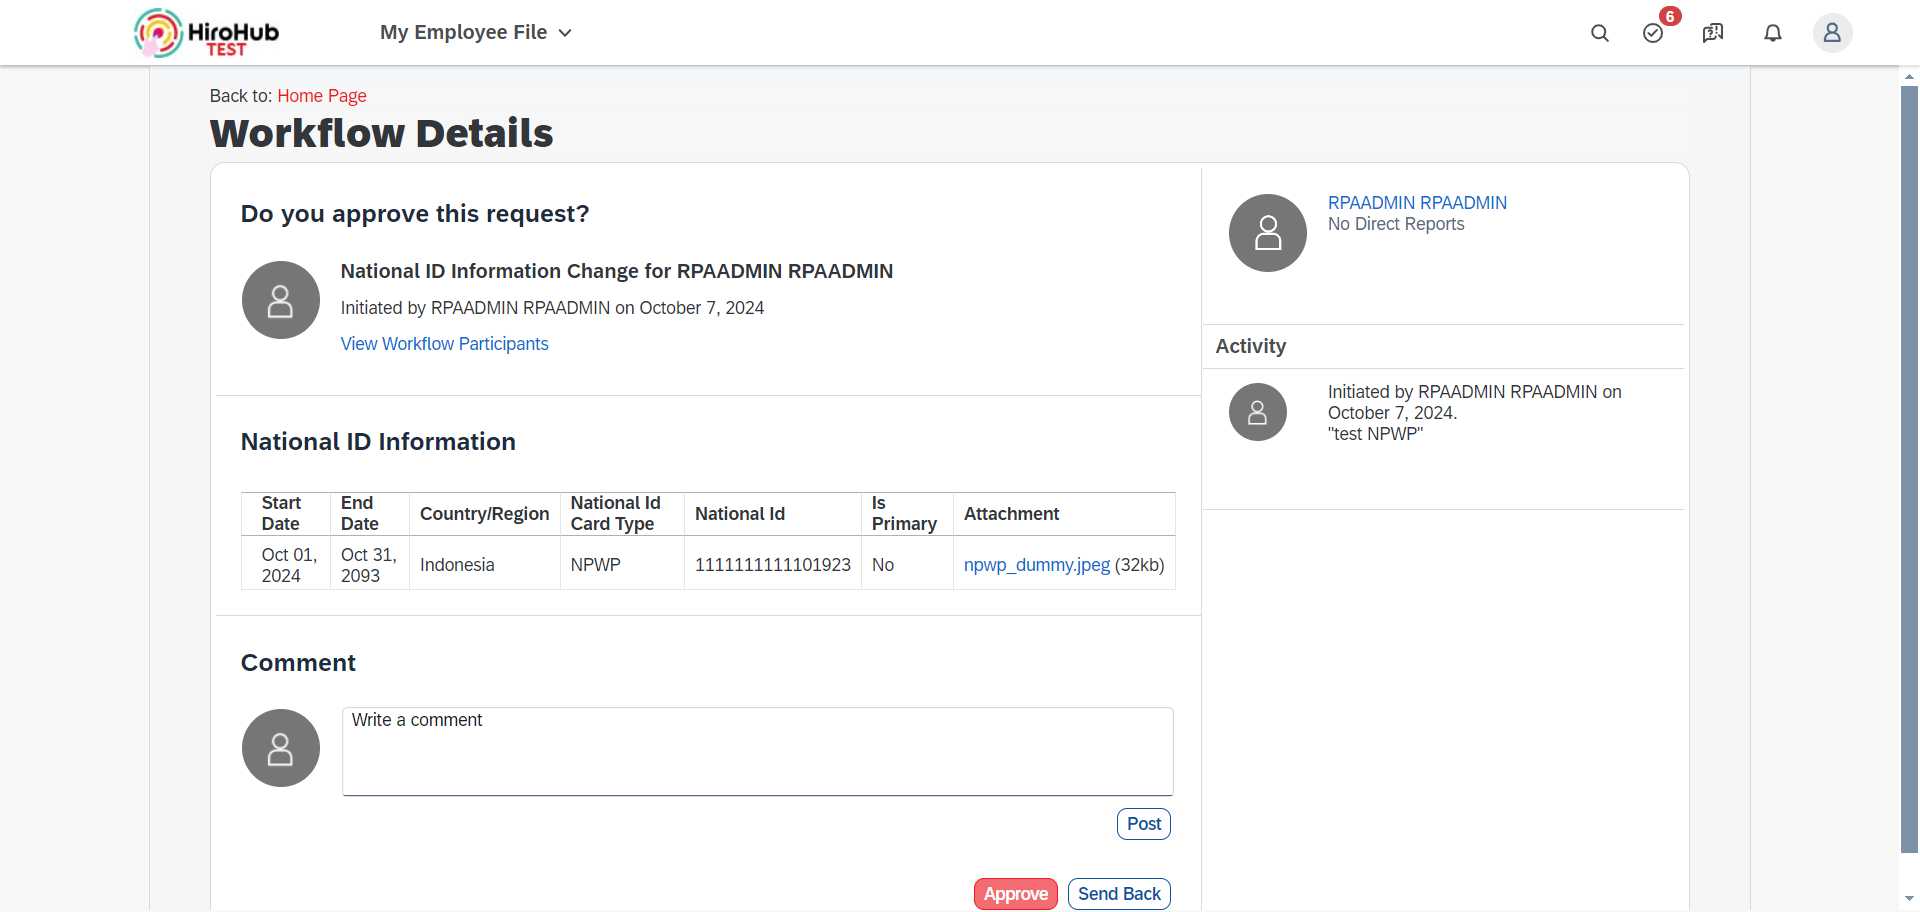 HiroHub
TEST
My Employee File
6
Back to: Home Page
Workflow Details
Do you approve this request?
National ID Information Change for RPAADMIN RPAADMIN
Initiated by RPAADMIN RPAADMIN on October 7, 2024
View Workflow Participants
National ID Information
Start Date End Date Country/Region National Id Card Type National Id Is Primary Attachment
Oct 01, 2024 Oct 31, 2093 Indonesia NPWP 1111111111101923 No npwp_dummy.jpeg (32kb)
Comment
Write a comment
Post
Approve Send Back
RPAADMIN RPAADMIN
No Direct Reports
Activity
Initiated by RPAADMIN RPAADMIN on
October 7, 2024.
"test NPWP"